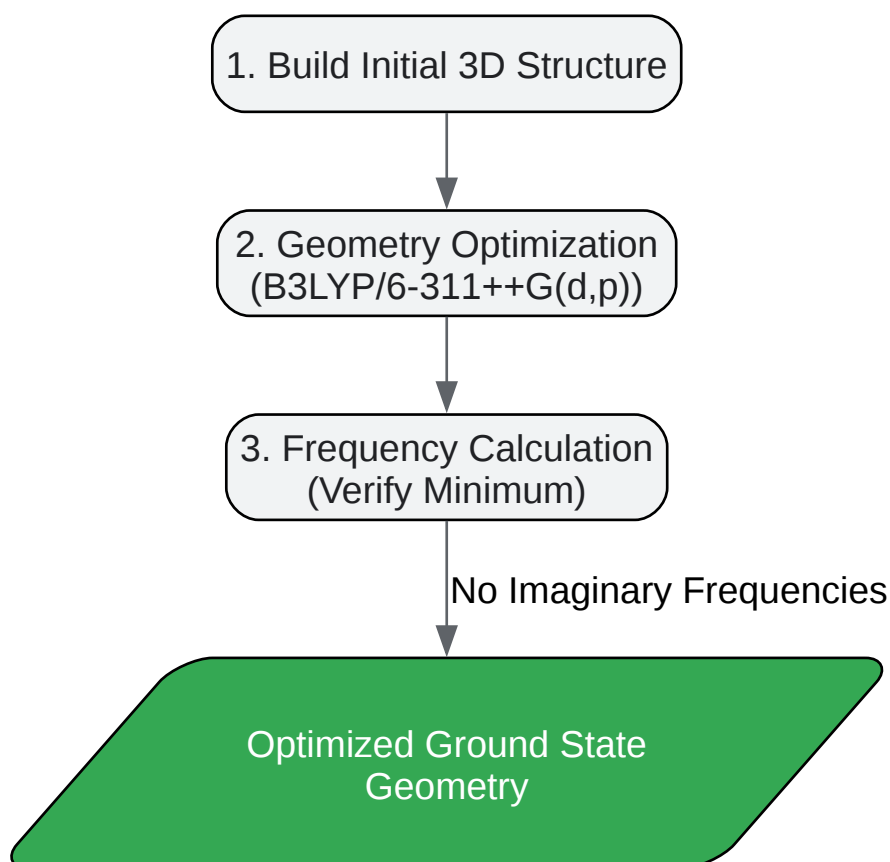 1. Build Initial 3D Structure
2. Geometry Optimization
(B3LYP/6-311++G(d,p))
3. Frequency Calculation
(Verify Minimum)
No Imaginary Frequencies
Optimized Ground State
Geometry